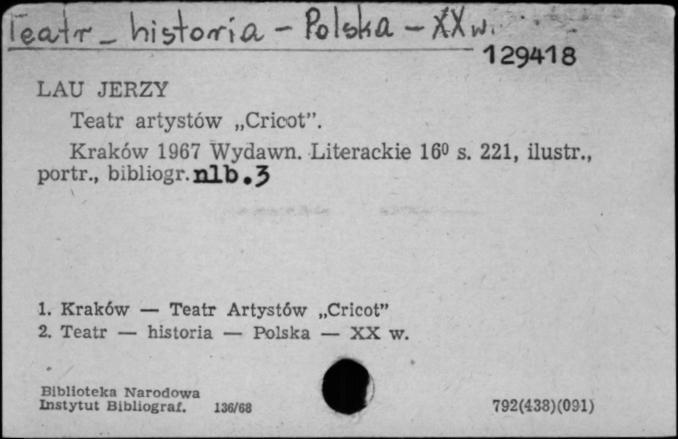 Teatr - historia - Polska - XX w.
129418
LAU JERZY
Teatr artystów „Cricot”.
Kraków 1967 Wydawn. Literackie 16⁰ s. 221, ilustr.,
portr., bibliogr. nlb.3
1. Kraków — Teatr Artystów „Cricot”
2. Teatr — historia — Polska — XX w.
Biblioteka Narodowa
Instytut Bibliograf. 136/68 792(438)(091)